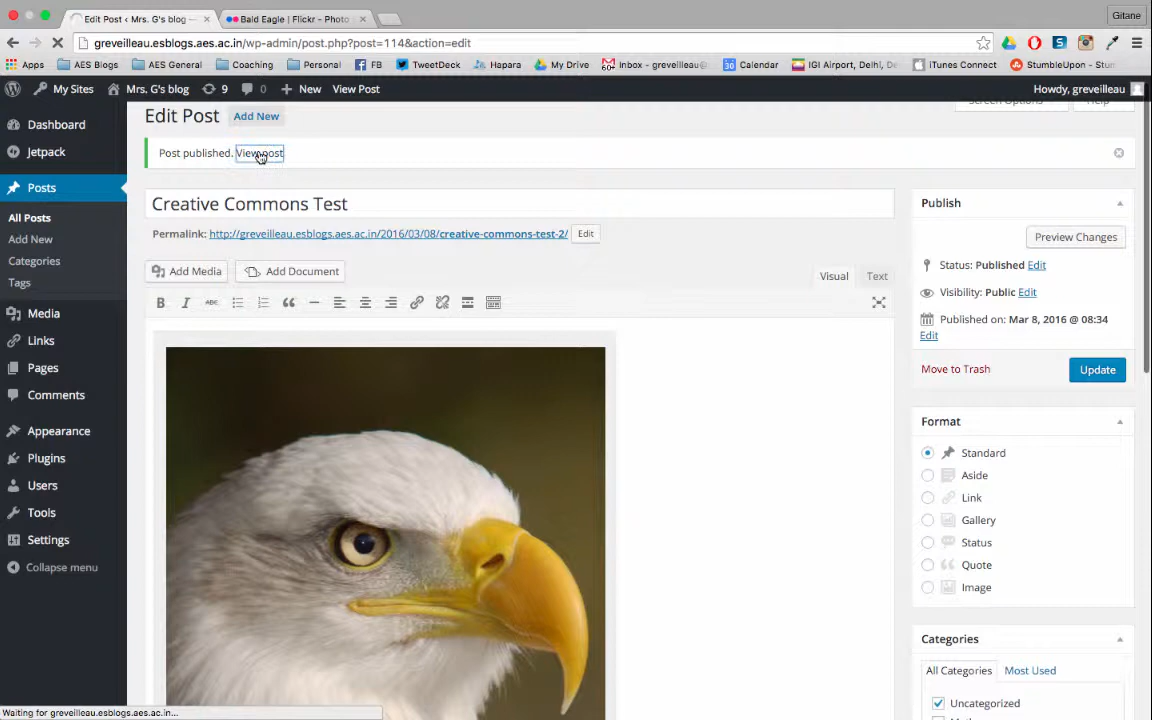 Edit Post ‹ Mrs. G's blog —
Bald Eagle | Flickr - Photo
Gitane
greveilleau.esblogs.aes.ac.in/wp-admin/post.php?post=114&action=edit
Apps AES Blogs AES General Coaching Personal FB TweetDeck Hapara My Drive Inbox - greveilleau@ Calendar IGI Airport, Delhi, D iTunes Connect StumbleUpon - Stu
My Sites Mrs. G's blog 9 0 New View Post Howdy, greveilleau
Edit Post Add New
Screen Options Help
Post published. View post
Dashboard
Jetpack
Posts
All Posts
Add New
Categories
Tags
Media
Links
Pages
Comments
Appearance
Plugins
Users
Tools
Settings
Collapse menu
Creative Commons Test
Permalink: http://greveilleau.esblogs.aes.ac.in/2016/03/08/creative-commons-test-2/ Edit
Add Media Add Document
Visual Text
B I ABC
Publish
Preview Changes
Status: Published Edit
Visibility: Public Edit
Published on: Mar 8, 2016 @ 08:34
Edit
Move to Trash Update
Format
Standard
Aside
Link
Gallery
Status
Quote
Image
Categories
All Categories Most Used
Uncategorized
Waiting for greveilleau.esblogs.aes.ac.in...